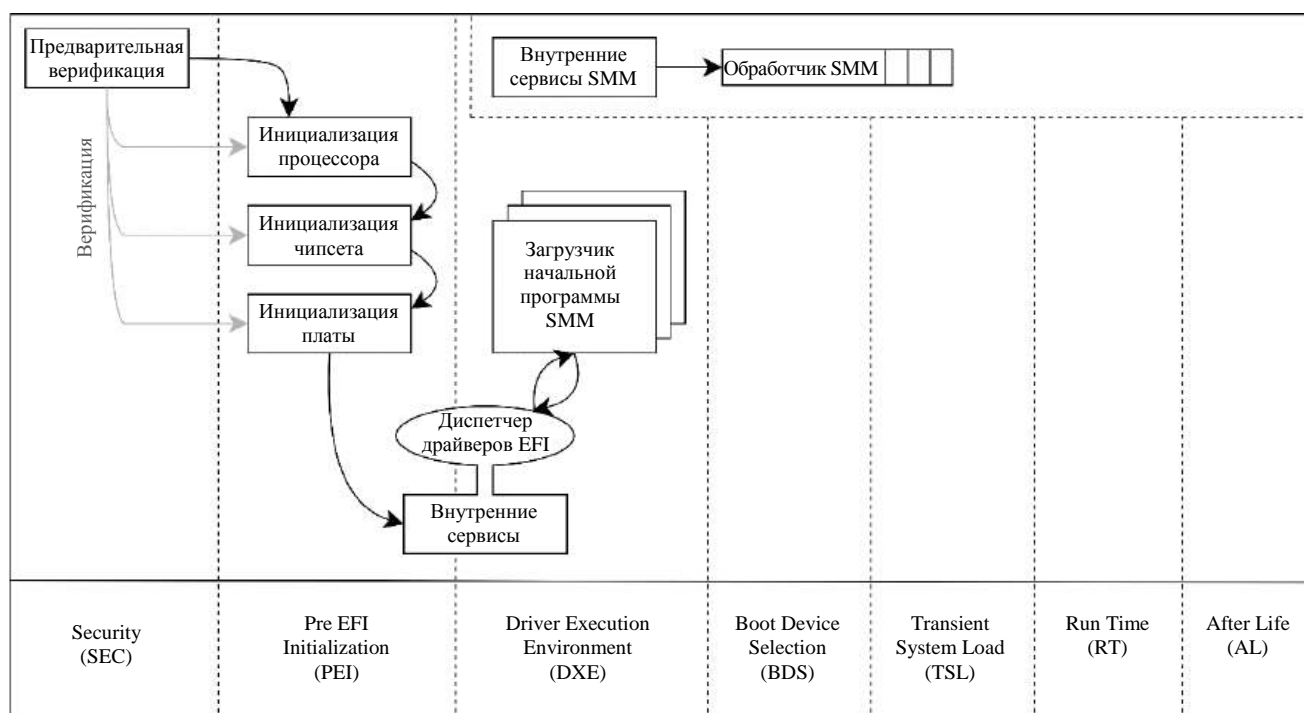 Предварительная
верификация
Внутренние
сервисы SMM
Обработчик SMM
Инициализация
процессора
Верификация
Инициализация
чипсета
Загрузчик
начальной
программы
SMM
Инициализация
платы
Диспетчер
драйверов EFI
Внутренние
сервисы
Security
(SEC)
Pre EFI
Initialization
(PEI)
Driver Execution
Environment
(DXE)
Boot Device
Selection
(BDS)
Transient
System Load
(TSL)
Run Time
(RT)
After Life
(AL)